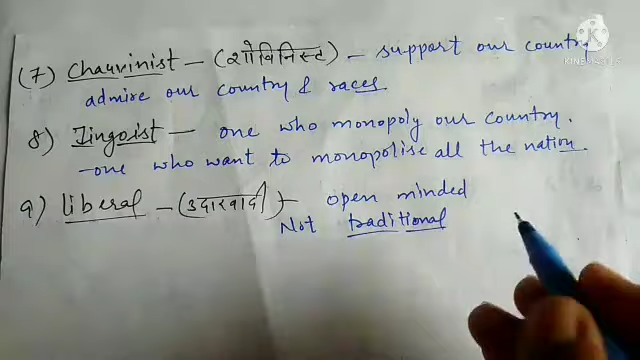 (7) Chauvinist - (शोविनिस्ट) - support our country
admire our country & races
8) Jingoist - one who monopoly our country.
- one who want to monopolise all the nation.
9) liberal - (उदारवादी) - open minded
Not traditional